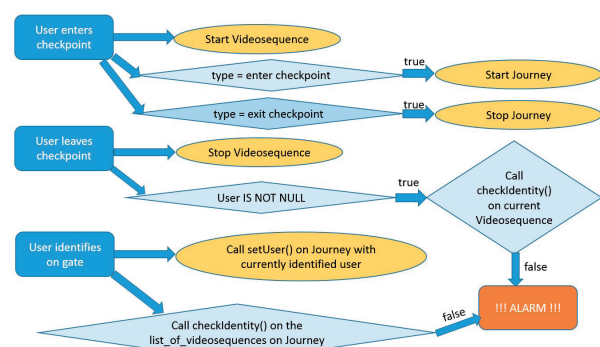 User enters
checkpoint
Start Videosequence
type = enter checkpoint
true
Start Journey
type = exit checkpoint
true
Stop Journey
User leaves
checkpoint
Stop Videosequence
User IS NOT NULL
true
Call
checkIdentity()
on current
Videosequence
User identifies
on gate
Call setUser() on Journey with
currently identified user
false
!!! ALARM !!!
Call checkIdentity() on the
list_of_videosequences on Journey
false